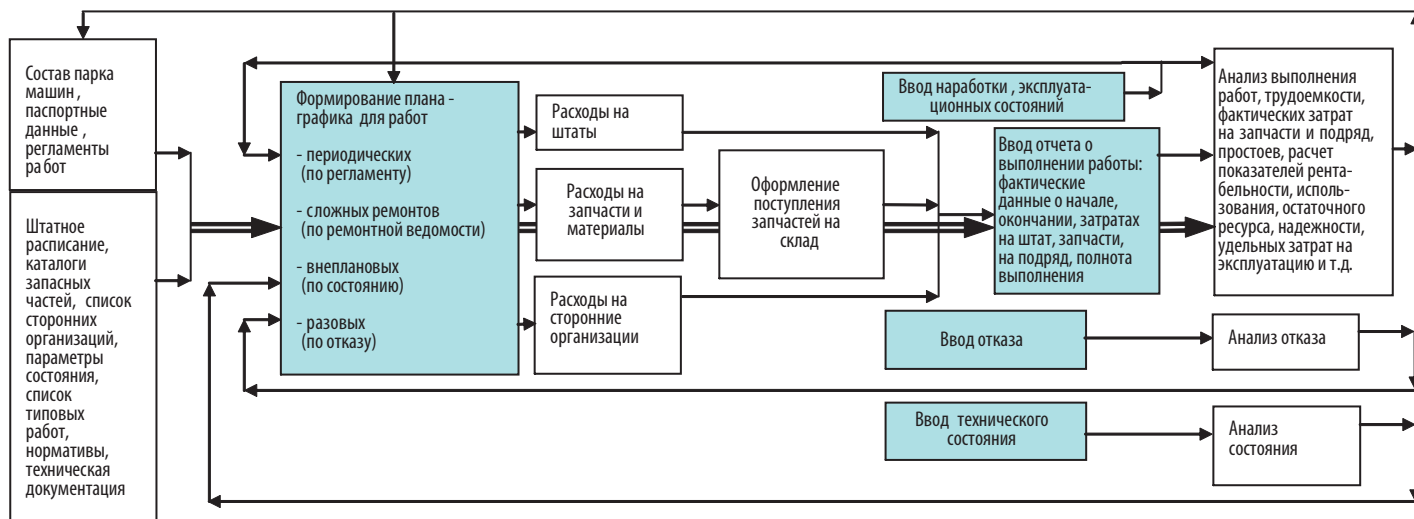 Состав парка
машин ,
паспортные
данные ,
регламенты
работ
Штатное
расписание,
каталоги
запасных
частей, список
сторонних
организаций,
параметры
состояния,
список
типовых
работ,
нормативы,
техническая
документация
Формирование плана -
графика для работ
- периодических
(по регламенту)
- сложных ремонтов
(по ремонтной ведомости)
- внеплановых
(по состоянию)
- разовых
(по отказу)
Расходы на
штаты
Расходы на
запчасти и
материалы
Расходы на
сторонние
организации
Оформление
поступления
запчастей на
склад
Ввод наработки , эксплуата-
ционных состояний
Ввод отчета о
выполнении работы:
фактические
данные о начале,
окончании, затратах
на штат, запчасти,
на подряд, полнота
выполнения
Анализ выполнения
работ, трудоемкости,
фактических затрат
на запчасти и подряд,
простоев, расчет
показателей рента-
бельности, исполь-
зования, остаточного
ресурса, надежности,
удельных затрат на
эксплуатацию и т.д.
Ввод отказа
Анализ отказа
Ввод технического
состояния
Анализ
состояния